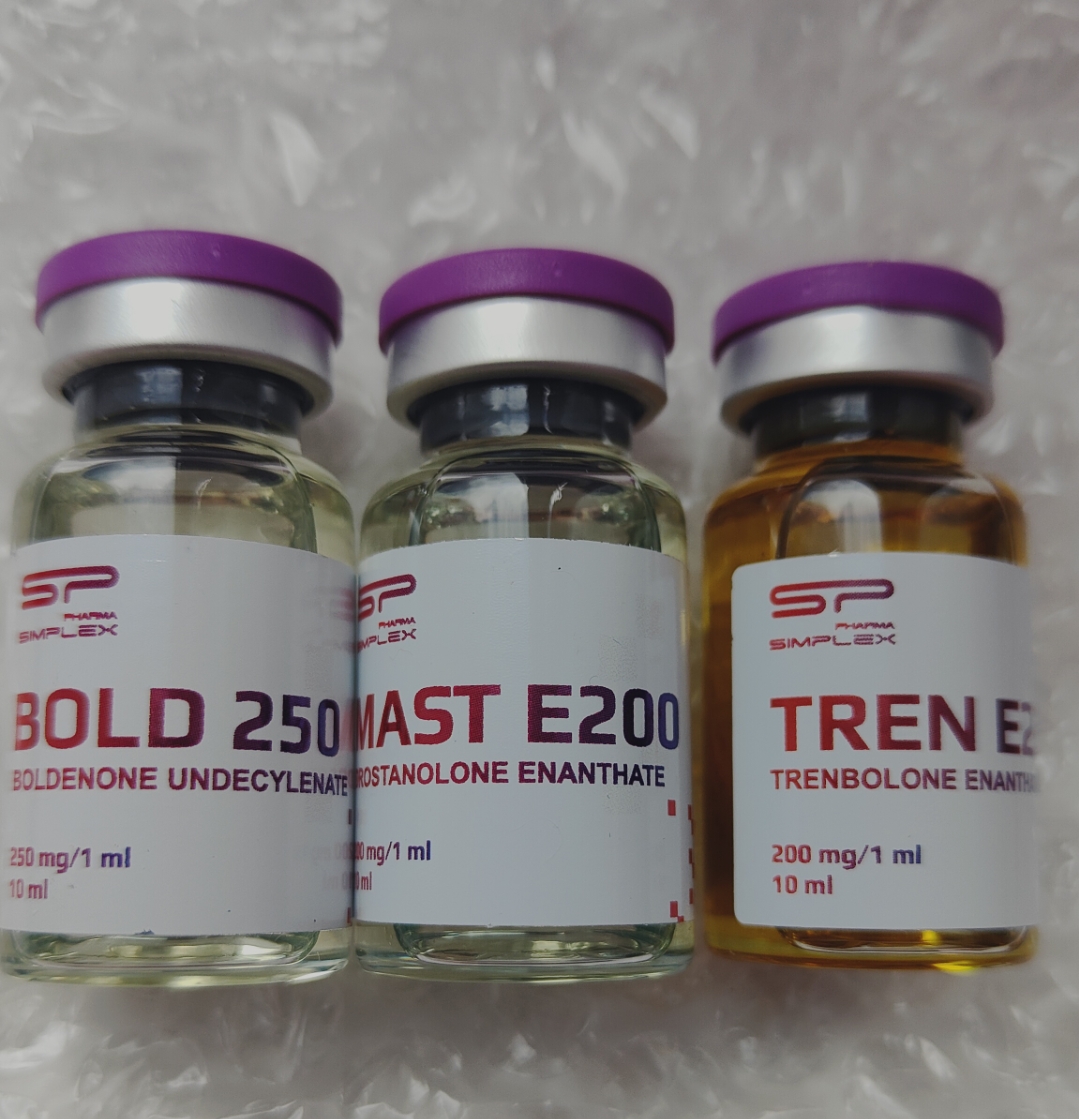 SP
PHARMA
SIMPLEX
BOLD 250
BOLDENONE UNDECYLENATE
250 mg/1 ml
10 ml
SP
PHARMA
MAST E200
ROSTANOLONE ENANTHATE
mg/1 ml
ml
SP
PHARMA
SIMPLEX
TREN E2
TRENBOLONE ENANTH
200 mg/1 ml
10 ml